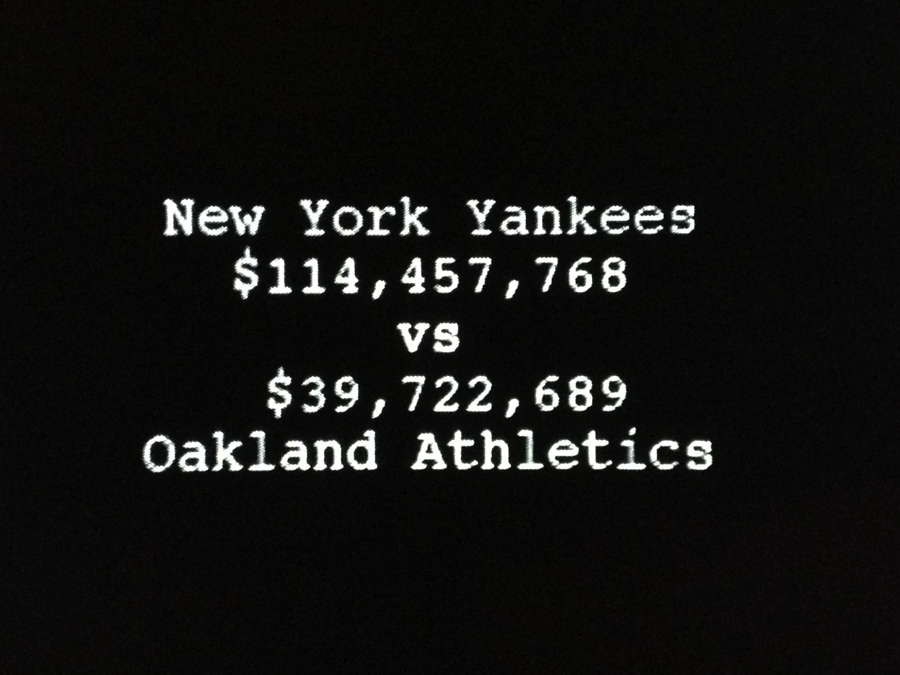 New York Yankees
$114,457,768
vs
$39,722,689
Oakland Athletics